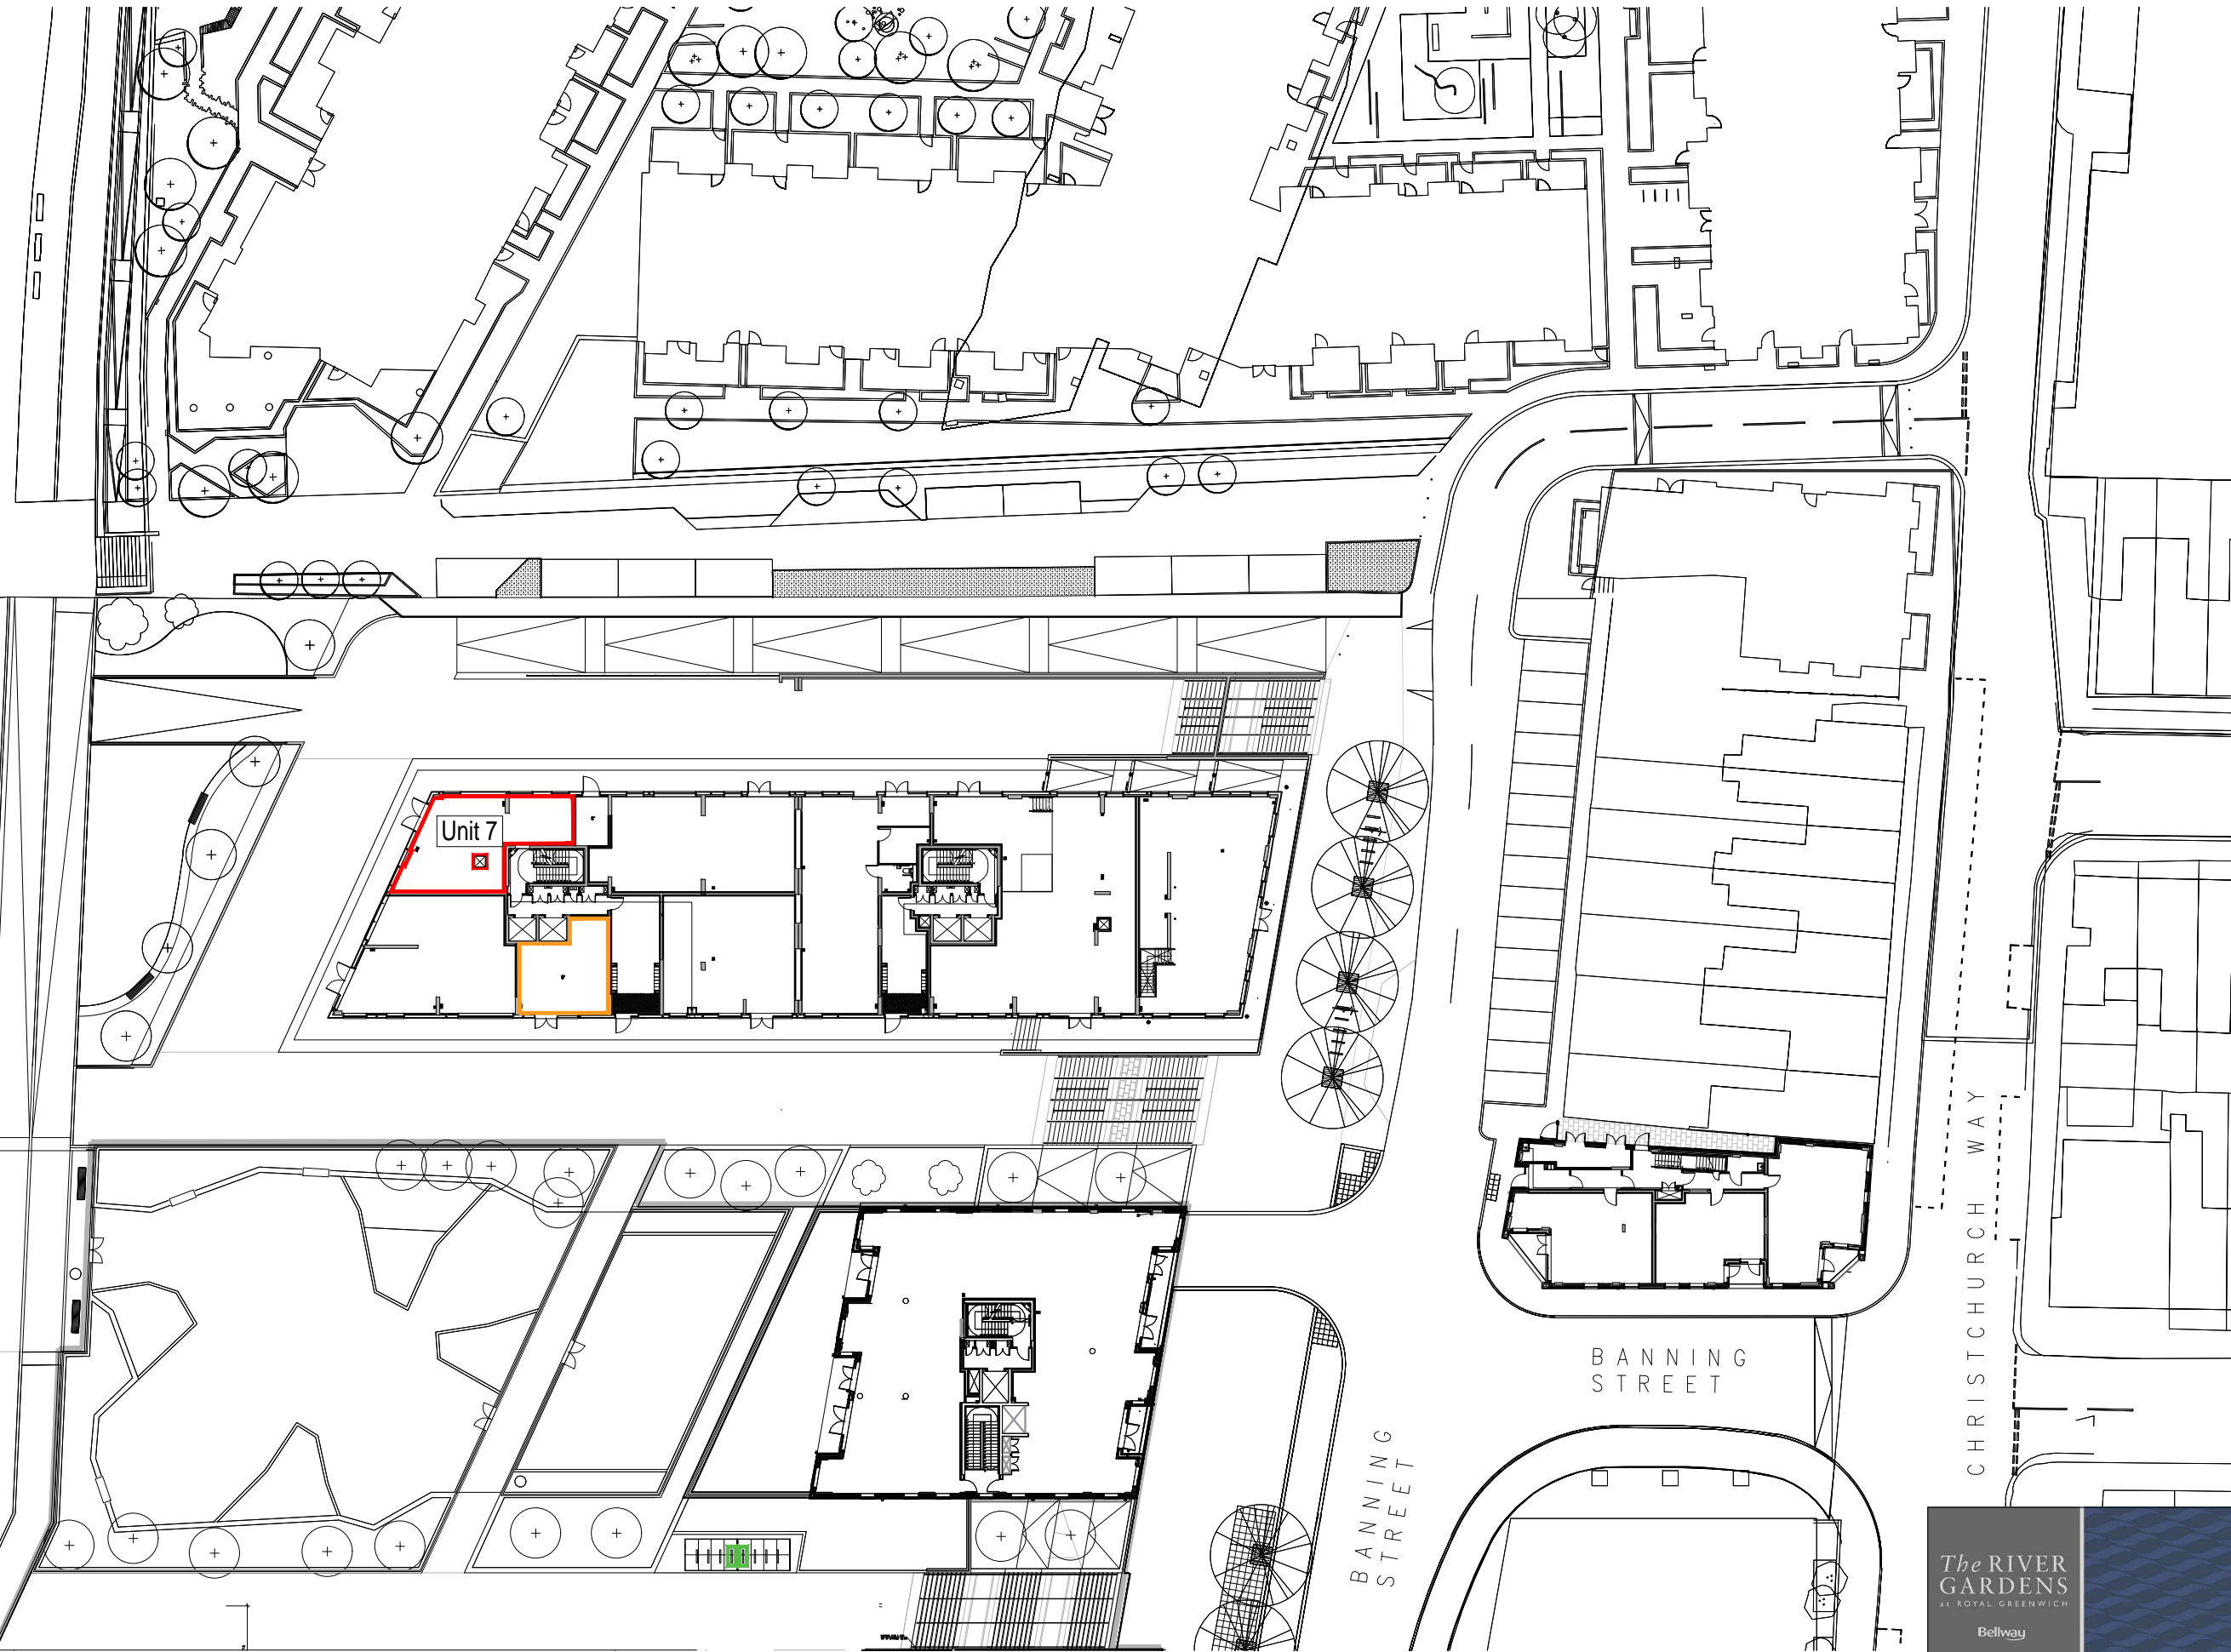 Unit 7
BANNING
STREET
CHRISTCHURCH WAY
BANNING
STREET
The RIVER
GARDENS
at ROYAL GREENWICH
Bellway